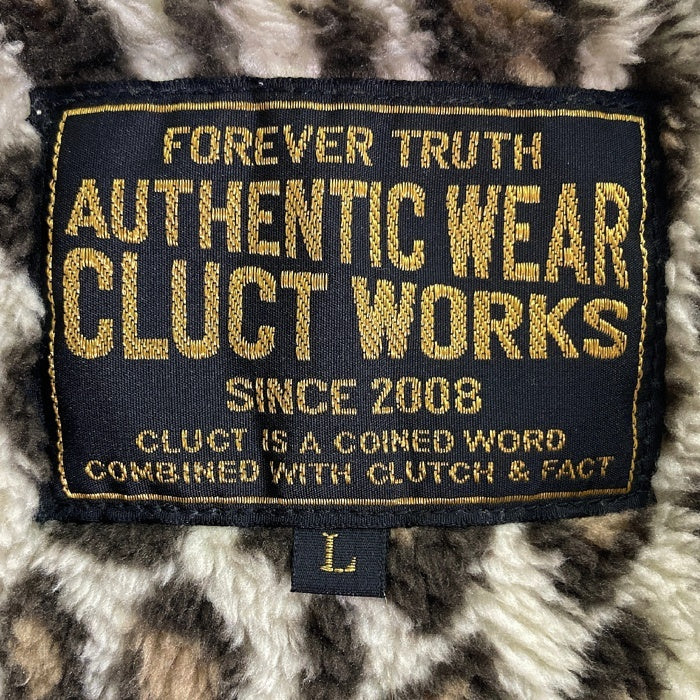 FOREVER TRUTH
AUTHENTIC WEAR
CLUCT WORKS
SINCE 2008
CLUCT IS A COINED WORD
COMBINED WITH CLUTCH & FACT
L